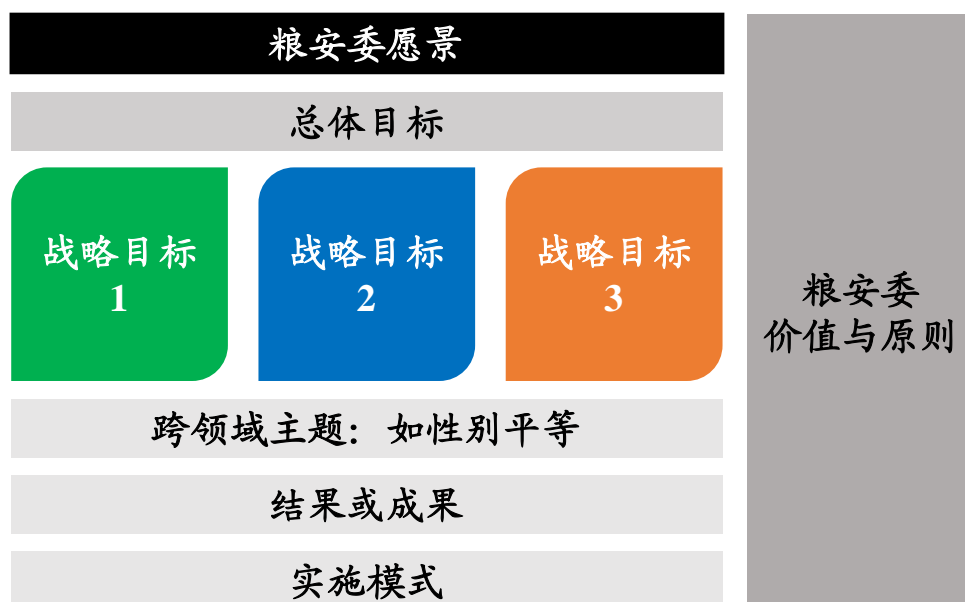 粮安委愿景
总体目标
战略目标
1
战略目标
2
战略目标
3
跨领域主题：如性别平等
结果或成果
实施模式
粮安委
价值与原则